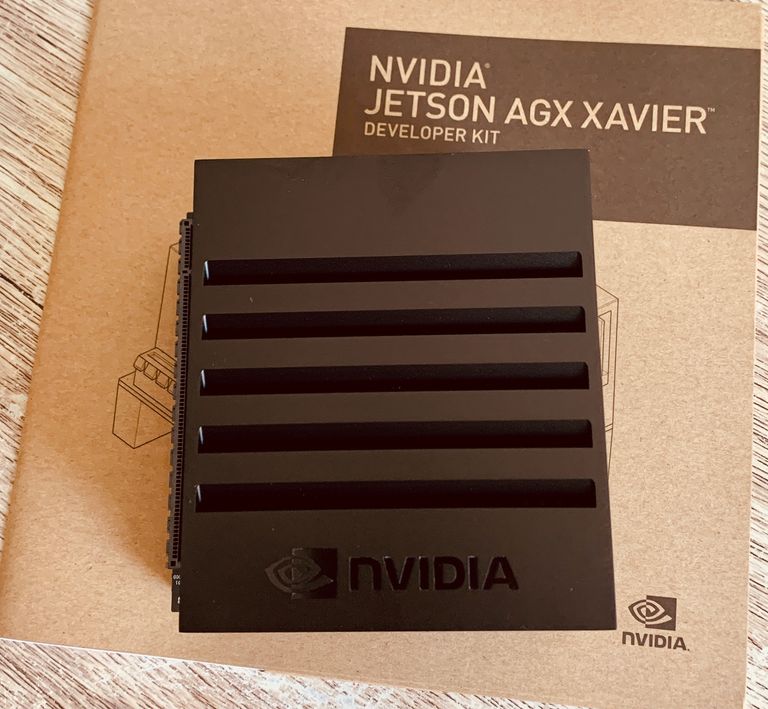 NVIDIA®
JETSON AGX XAVIER™
DEVELOPER KIT
NVIDIA
NVIDIA.